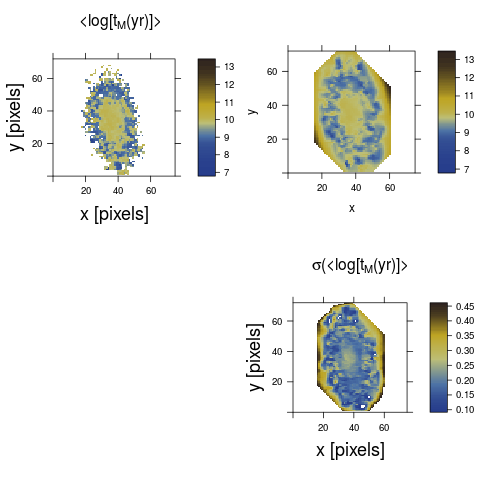 <log[t_M(yr)]>
y [pixels]
60
40
20
20 40 60
x [pixels]
13
12
11
10
9
8
7
y
60
40
20
20 40 60
x
13
12
11
10
9
8
7
σ(<log[t_M(yr)]>
y [pixels]
60
40
20
20 40 60
x [pixels]
0.45
0.40
0.35
0.30
0.25
0.20
0.15
0.10